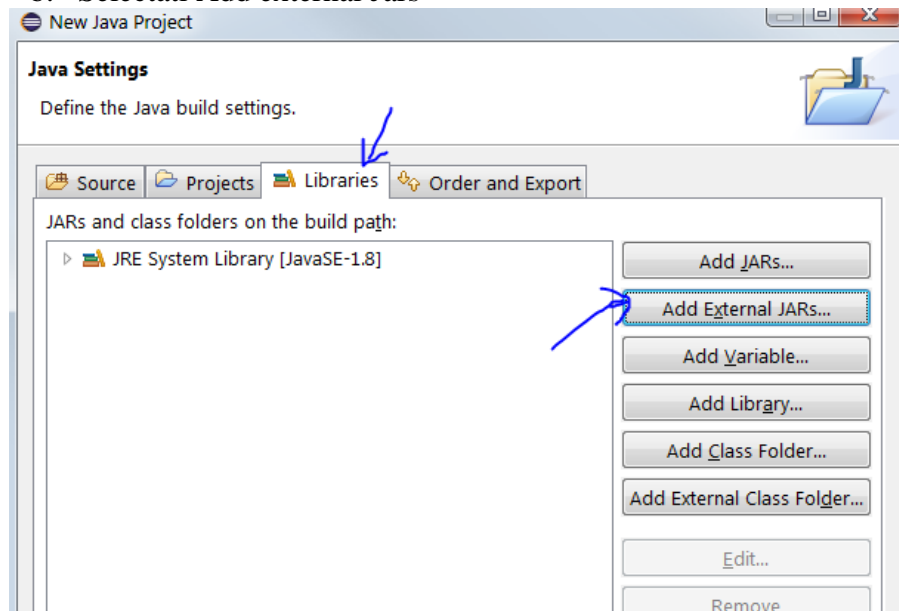 New Java Project
Java Settings
Define the Java build settings.
Source Projects Libraries Order and Export
JARs and class folders on the build path:
JRE System Library [JavaSE-1.8]
Add JARs...
Add External JARs...
Add Variable...
Add Library...
Add Class Folder...
Add External Class Folder...
Edit...
Remove